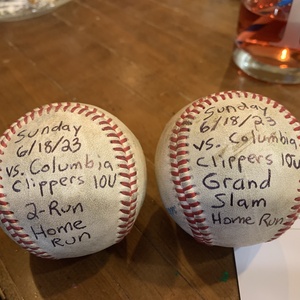 Sunday
6/18/23
vs. Columbia
Clippers 10U
2-Run
Home
Run
Sunday
6/18/23
vs. Columbia
Clippers 10U
Grand
Slam
Home Run